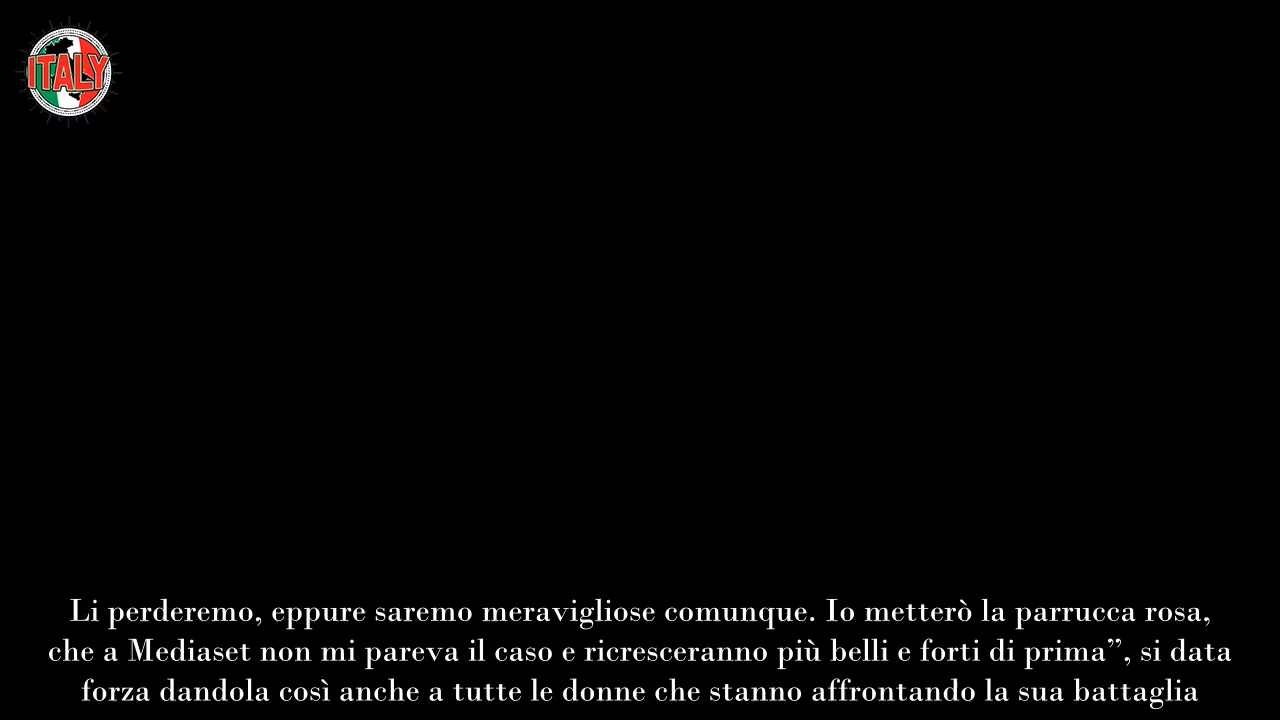 ITALY
Li perderemo, eppure saremo meravigliose comunque. Io metterò la parrucca rosa,
che a Mediaset non mi pareva il caso e ricresceranno più belli e forti di prima”, si data
forza dandola così anche a tutte le donne che stanno affrontando la sua battaglia